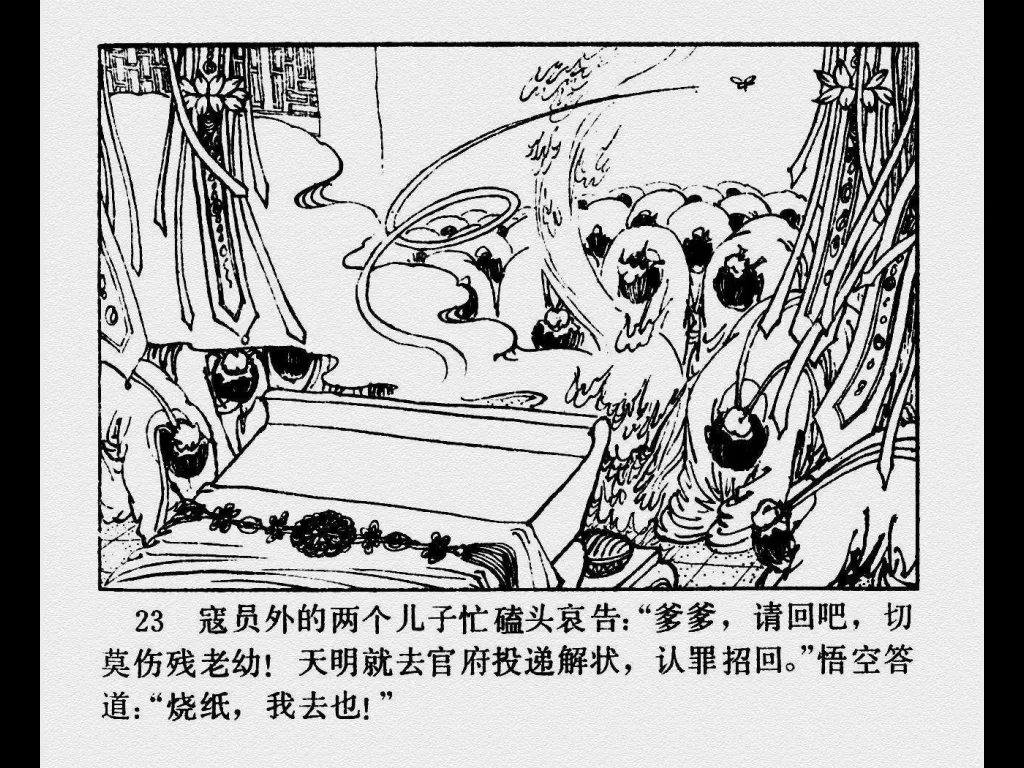 23 寇员外的两个儿子忙磕头哀告:“爹爹，请回吧，切
莫伤残老幼! 天明就去官府投递解状，认罪招回。”悟空答
道:“烧纸，我去也!”